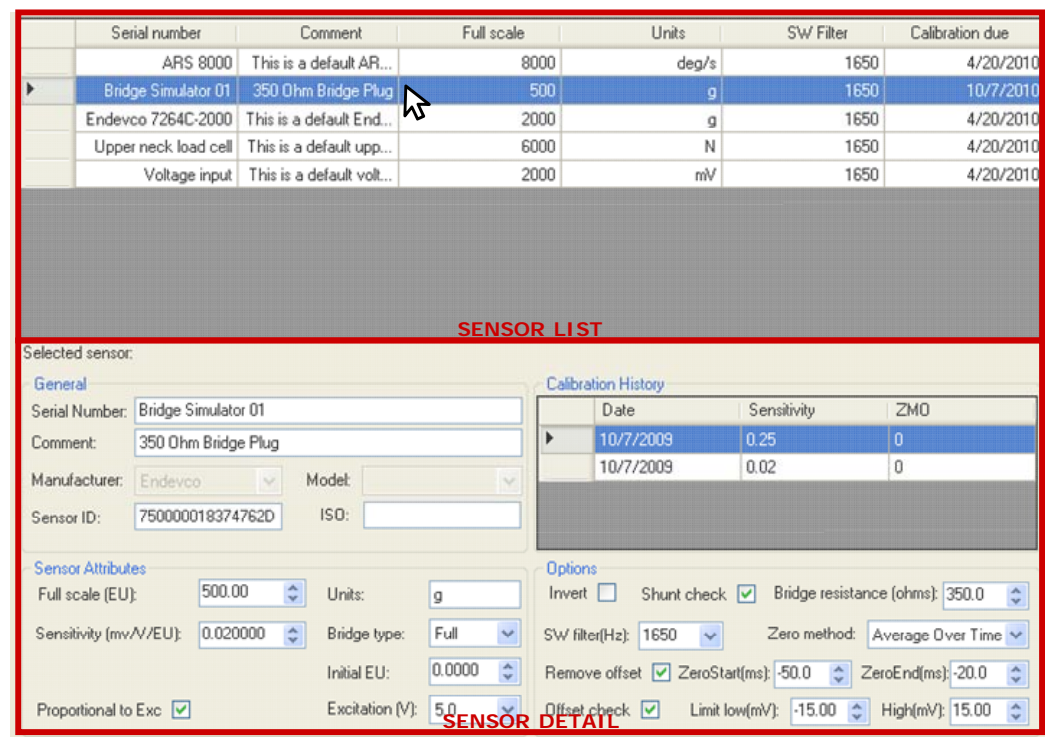 Serial number Comment Full scale Units SW Filter Calibration due
ARS 8000 This is a default AR... 8000 deg/s 1650 4/20/2010
Bridge Simulator 01 350 Ohm Bridge Plug 500 g 1650 10/7/2010
Endevco 7264C-2000 This is a default End... 2000 g 1650 4/20/2010
Upper neck load cell This is a default upp... 6000 N 1650 4/20/2010
Voltage input This is a default volt... 2000 mV 1650 4/20/2010
SENSOR LIST
Selected sensor:
General
Serial Number: Bridge Simulator 01
Comment: 350 Ohm Bridge Plug
Manufacturer: Endevco Model:
Sensor ID: 750000018374762D ISO:
Calibration History
Date Sensitivity ZMO
10/7/2009 0.25 0
10/7/2009 0.02 0
Sensor Attributes
Full scale (EU): 500.00 Units: g
Sensitivity (mv/V/EU): 0.020000 Bridge type: Full
Initial EU: 0.0000
Proportional to Exc Excitation (V): 5.0
Options
Invert Shunt check Bridge resistance (ohms): 350.0
SW filter(Hz): 1650 Zero method: Average Over Time
Remove offset ZeroStart(ms): -50.0 ZeroEnd(ms): -20.0
Offset check Limit low(mV): -15.00 High(mV): 15.00
SENSOR DETAIL